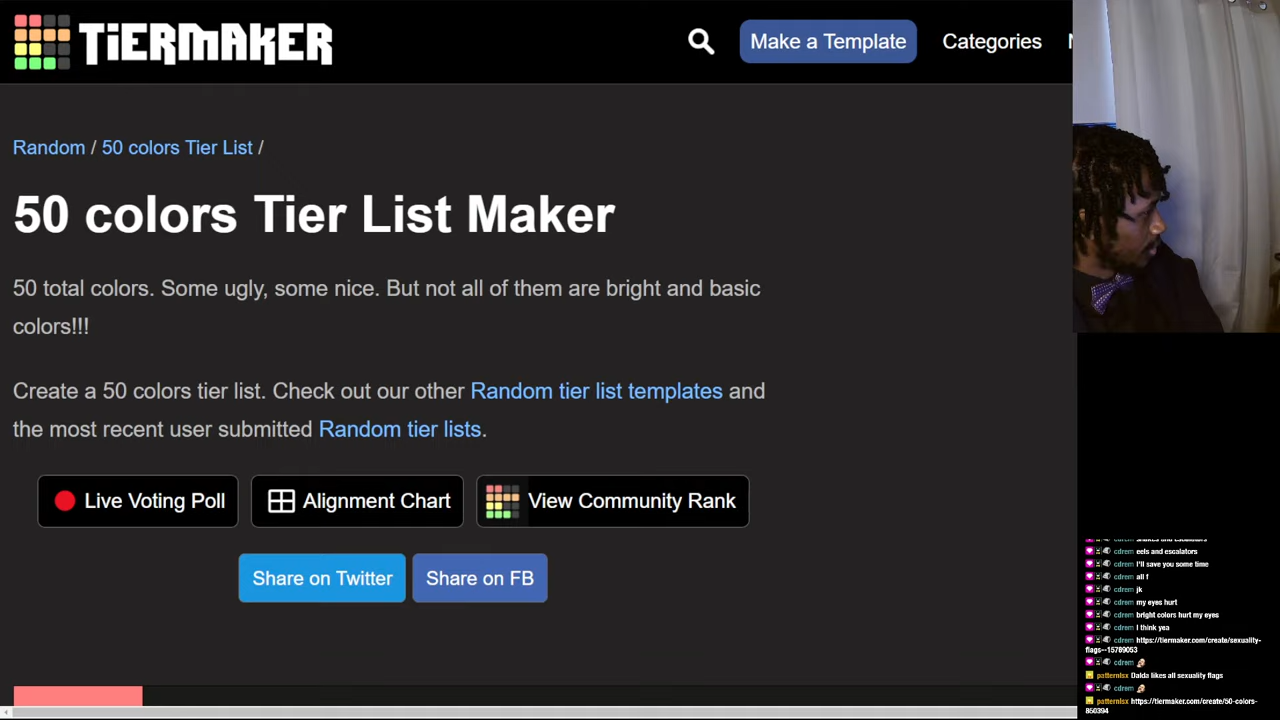 TiERMAKER
Make a Template
Categories
Random / 50 colors Tier List /
50 colors Tier List Maker
50 total colors. Some ugly, some nice. But not all of them are bright and basic
colors!!!
Create a 50 colors tier list. Check out our other Random tier list templates and
the most recent user submitted Random tier lists.
Live Voting Poll
Alignment Chart
View Community Rank
Share on Twitter
Share on FB
cdrem snakes and escalators
cdrem eels and escalators
cdrem I'll save you some time
cdrem all f
cdrem jk
cdrem my eyes hurt
cdrem bright colors hurt my eyes
cdrem I think yea
cdrem https://tiermaker.com/create/sexuality-
flags--15789053
cdrem
patternlsx Dalda likes all sexuality flags
cdrem
patternlsx https://tiermaker.com/create/50-colors-
850394